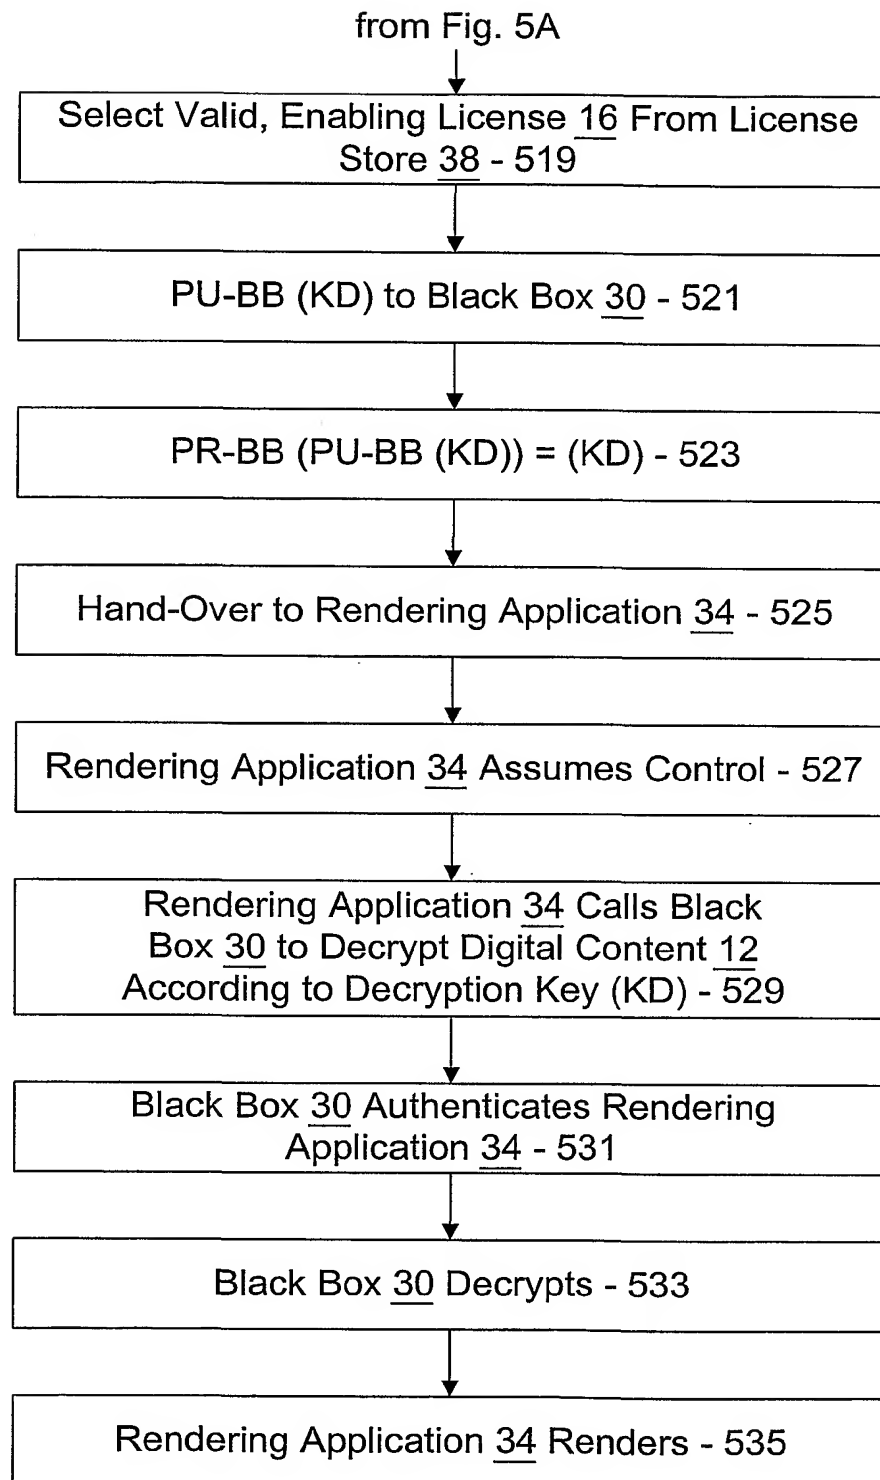 from Fig. 5A
Select Valid, Enabling License 16 From License
Store 38 - 519
PU-BB (KD) to Black Box 30 - 521
PR-BB (PU-BB (KD)) = (KD) - 523
Hand-Over to Rendering Application 34 - 525
Rendering Application 34 Assumes Control - 527
Rendering Application 34 Calls Black
Box 30 to Decrypt Digital Content 12
According to Decryption Key (KD) - 529
Black Box 30 Authenticates Rendering
Application 34 - 531
Black Box 30 Decrypts - 533
Rendering Application 34 Renders - 535